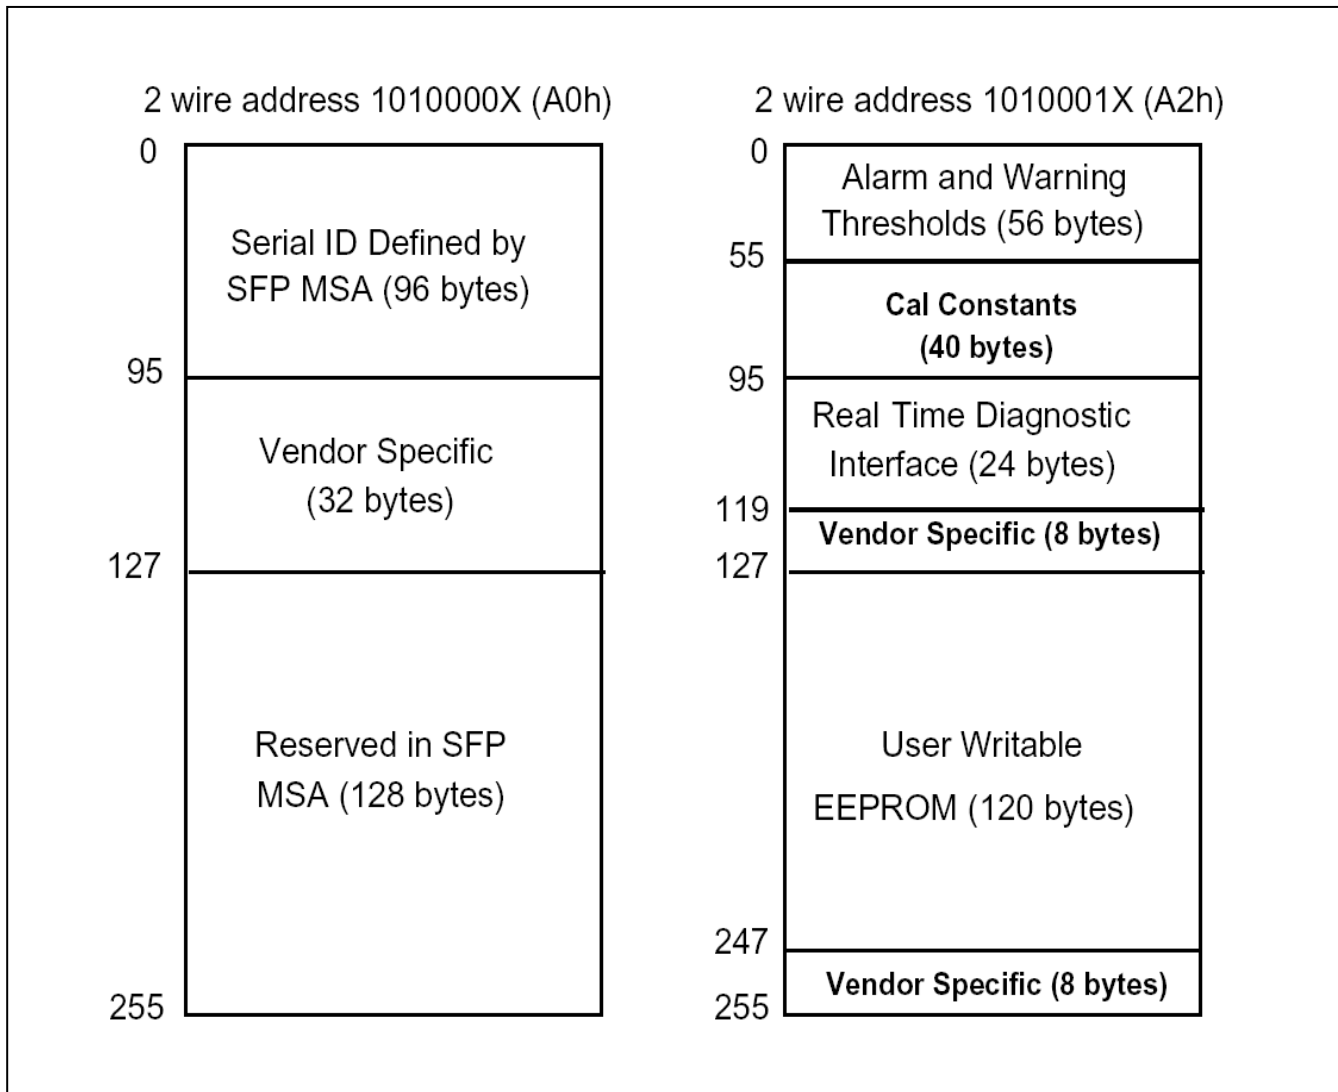 2 wire address 1010000X (A0h)
0
Serial ID Defined by
SFP MSA (96 bytes)
95
Vendor Specific
(32 bytes)
127
Reserved in SFP
MSA (128 bytes)
255
2 wire address 1010001X (A2h)
0
Alarm and Warning
Thresholds (56 bytes)
55
Cal Constants
(40 bytes)
95
Real Time Diagnostic
Interface (24 bytes)
119
Vendor Specific (8 bytes)
127
User Writable
EEPROM (120 bytes)
247
Vendor Specific (8 bytes)
255